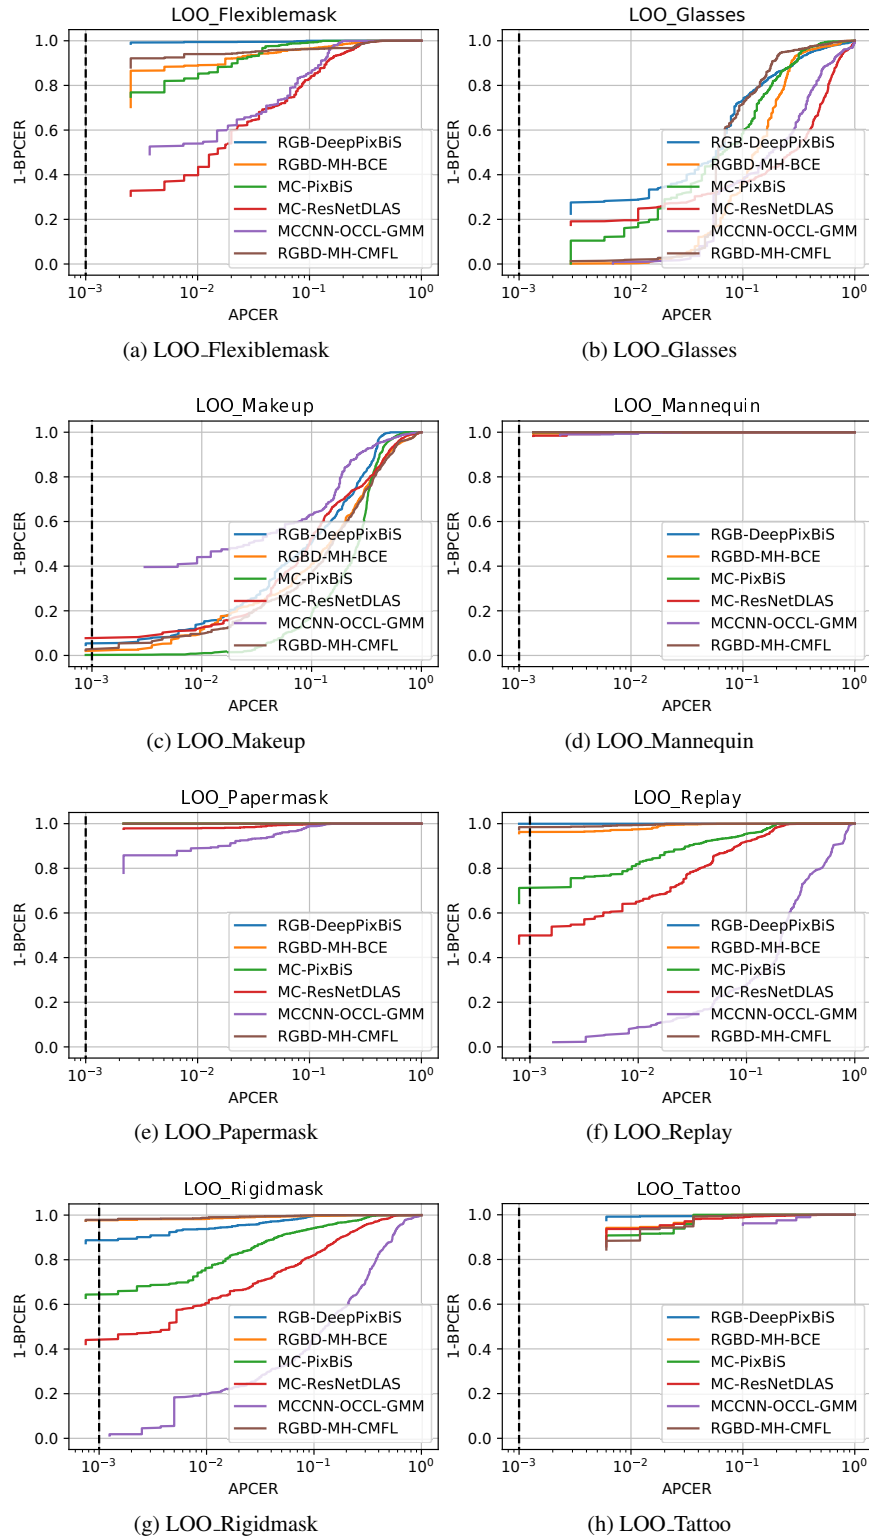 LOO_Flexiblemask
1.0
0.8
0.6
0.4
0.2
0.0
1-BPCER
RGB-DeepPixBiS
RGBD-MH-BCE
MC-PixBiS
MC-ResNetDLAS
MCCNN-OCCL-GMM
RGBD-MH-CMFL
10⁻³ 10⁻² 10⁻¹ 10⁰
APCER
(a) LOO_Flexiblemask
LOO_Glasses
1.0
0.8
0.6
0.4
0.2
0.0
1-BPCER
RGB-DeepPixBiS
RGBD-MH-BCE
MC-PixBiS
MC-ResNetDLAS
MCCNN-OCCL-GMM
RGBD-MH-CMFL
10⁻³ 10⁻² 10⁻¹ 10⁰
APCER
(b) LOO_Glasses
LOO_Makeup
1.0
0.8
0.6
0.4
0.2
0.0
1-BPCER
RGB-DeepPixBiS
RGBD-MH-BCE
MC-PixBiS
MC-ResNetDLAS
MCCNN-OCCL-GMM
RGBD-MH-CMFL
10⁻³ 10⁻² 10⁻¹ 10⁰
APCER
(c) LOO_Makeup
LOO_Mannequin
1.0
0.8
0.6
0.4
0.2
0.0
1-BPCER
RGB-DeepPixBiS
RGBD-MH-BCE
MC-PixBiS
MC-ResNetDLAS
MCCNN-OCCL-GMM
RGBD-MH-CMFL
10⁻³ 10⁻² 10⁻¹ 10⁰
APCER
(d) LOO_Mannequin
LOO_Papermask
1.0
0.8
0.6
0.4
0.2
0.0
1-BPCER
RGB-DeepPixBiS
RGBD-MH-BCE
MC-PixBiS
MC-ResNetDLAS
MCCNN-OCCL-GMM
RGBD-MH-CMFL
10⁻³ 10⁻² 10⁻¹ 10⁰
APCER
(e) LOO_Papermask
LOO_Replay
1.0
0.8
0.6
0.4
0.2
0.0
1-BPCER
RGB-DeepPixBiS
RGBD-MH-BCE
MC-PixBiS
MC-ResNetDLAS
MCCNN-OCCL-GMM
RGBD-MH-CMFL
10⁻³ 10⁻² 10⁻¹ 10⁰
APCER
(f) LOO_Replay
LOO_Rigidmask
1.0
0.8
0.6
0.4
0.2
0.0
1-BPCER
RGB-DeepPixBiS
RGBD-MH-BCE
MC-PixBiS
MC-ResNetDLAS
MCCNN-OCCL-GMM
RGBD-MH-CMFL
10⁻³ 10⁻² 10⁻¹ 10⁰
APCER
(g) LOO_Rigidmask
LOO_Tattoo
1.0
0.8
0.6
0.4
0.2
0.0
1-BPCER
RGB-DeepPixBiS
RGBD-MH-BCE
MC-PixBiS
MC-ResNetDLAS
MCCNN-OCCL-GMM
RGBD-MH-CMFL
10⁻³ 10⁻² 10⁻¹ 10⁰
APCER
(h) LOO_Tattoo